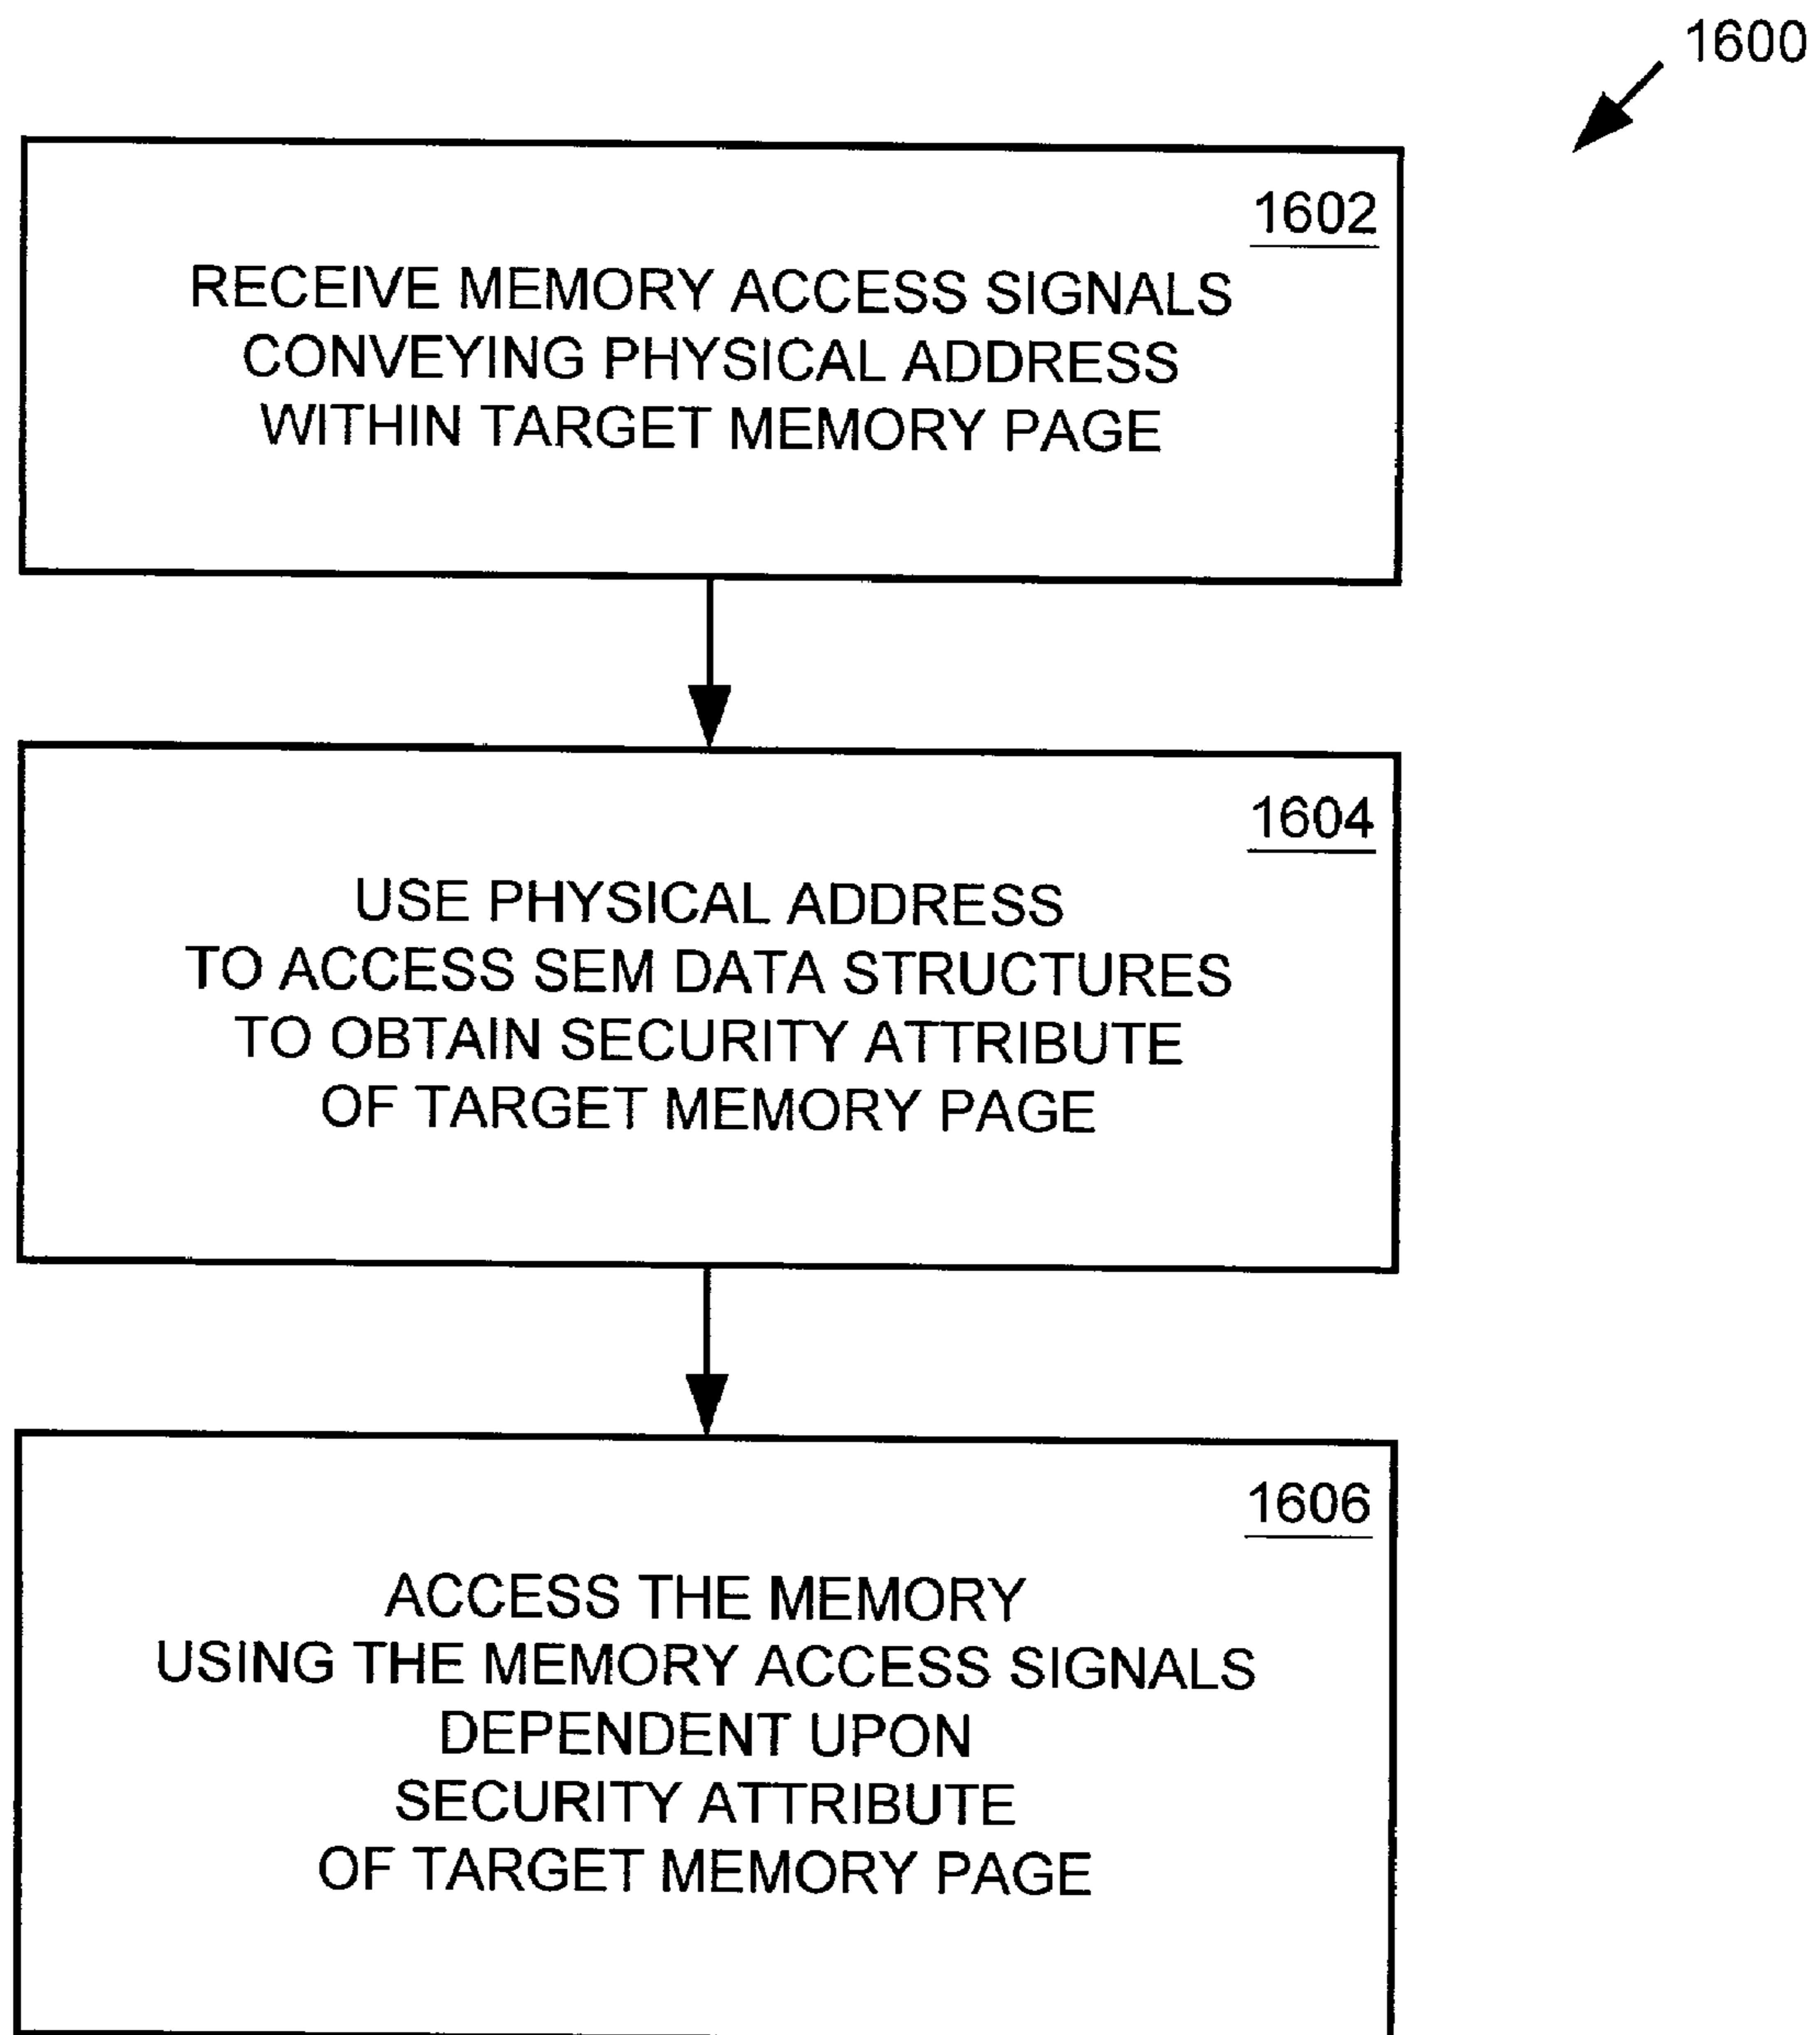 1600
1602
RECEIVE MEMORY ACCESS SIGNALS
CONVEYING PHYSICAL ADDRESS
WITHIN TARGET MEMORY PAGE
1604
USE PHYSICAL ADDRESS
TO ACCESS SEM DATA STRUCTURES
TO OBTAIN SECURITY ATTRIBUTE
OF TARGET MEMORY PAGE
1606
ACCESS THE MEMORY
USING THE MEMORY ACCESS SIGNALS
DEPENDENT UPON
SECURITY ATTRIBUTE
OF TARGET MEMORY PAGE